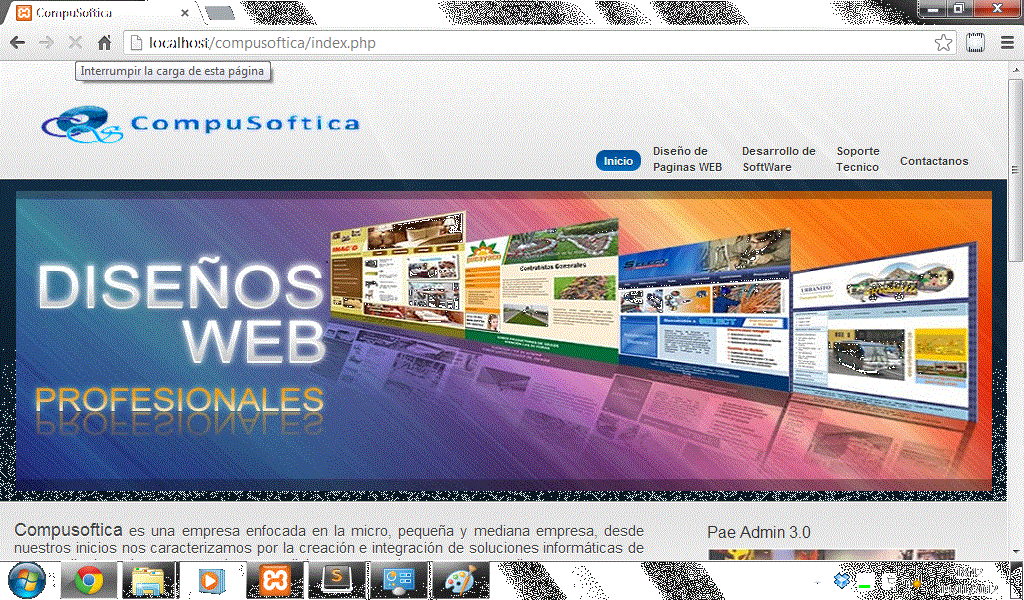 CompuSoftica
localhost/compusoftica/index.php
Interrumpir la carga de esta página
CompuSoftica
Inicio
Diseño de
Paginas WEB
Desarrollo de
SoftWare
Soporte
Tecnico
Contactanos
DISEÑOS
WEB
PROFESIONALES
Contratistas Generales
URBANITO
Compusoftica es una empresa enfocada en la micro, pequeña y mediana empresa, desde
nuestros inicios nos caracterizamos por la creación e integración de soluciones informáticas de
Pae Admin 3.0